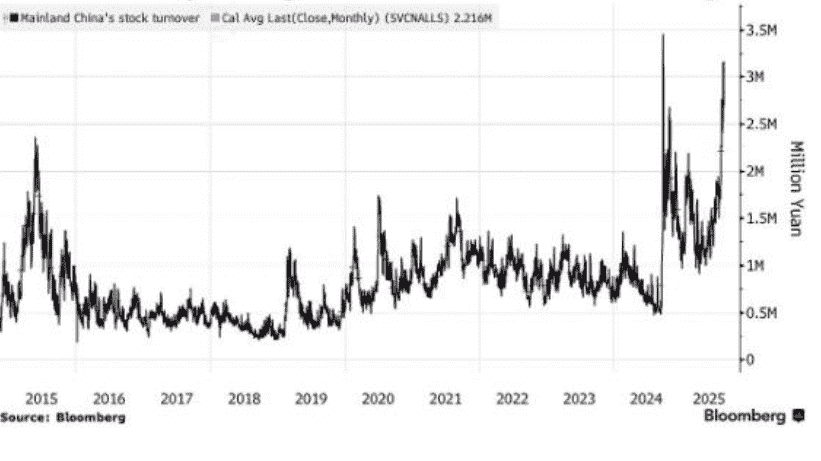 Mainland China's stock turnover Cal Avg Last(Close,Monthly) (SVCNALLS) 2.216M
3.5M
3M
2.5M
2M
1.5M
1M
0.5M
0
Million Yuan
2015 2016 2017 2018 2019 2020 2021 2022 2023 2024 2025
Source: Bloomberg
Bloomberg